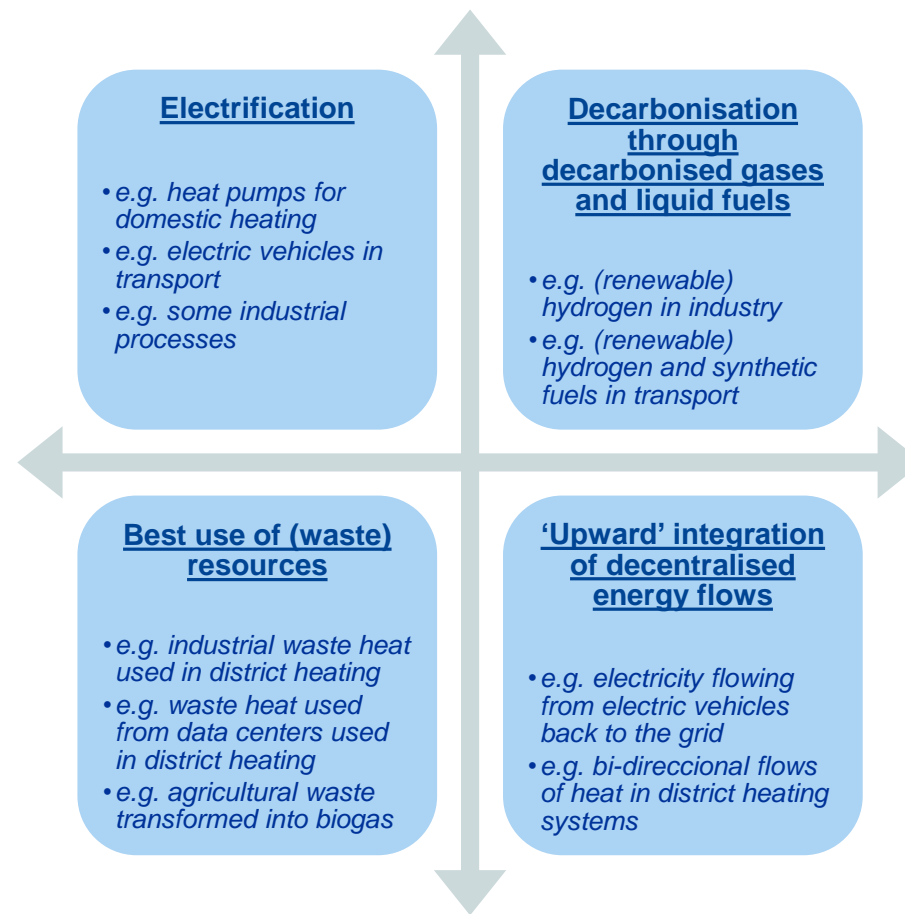 Electrification
• e.g. heat pumps for
domestic heating
• e.g. electric vehicles in
transport
• e.g. some industrial
processes
Decarbonisation
through
decarbonised gases
and liquid fuels
• e.g. (renewable)
hydrogen in industry
• e.g. (renewable)
hydrogen and synthetic
fuels in transport
Best use of (waste)
resources
• e.g. industrial waste heat
used in district heating
• e.g. waste heat used
from data centers used
in district heating
• e.g. agricultural waste
transformed into biogas
‘Upward’ integration
of decentralised
energy flows
• e.g. electricity flowing
from electric vehicles
back to the grid
• e.g. bi-direccional flows
of heat in district heating
systems